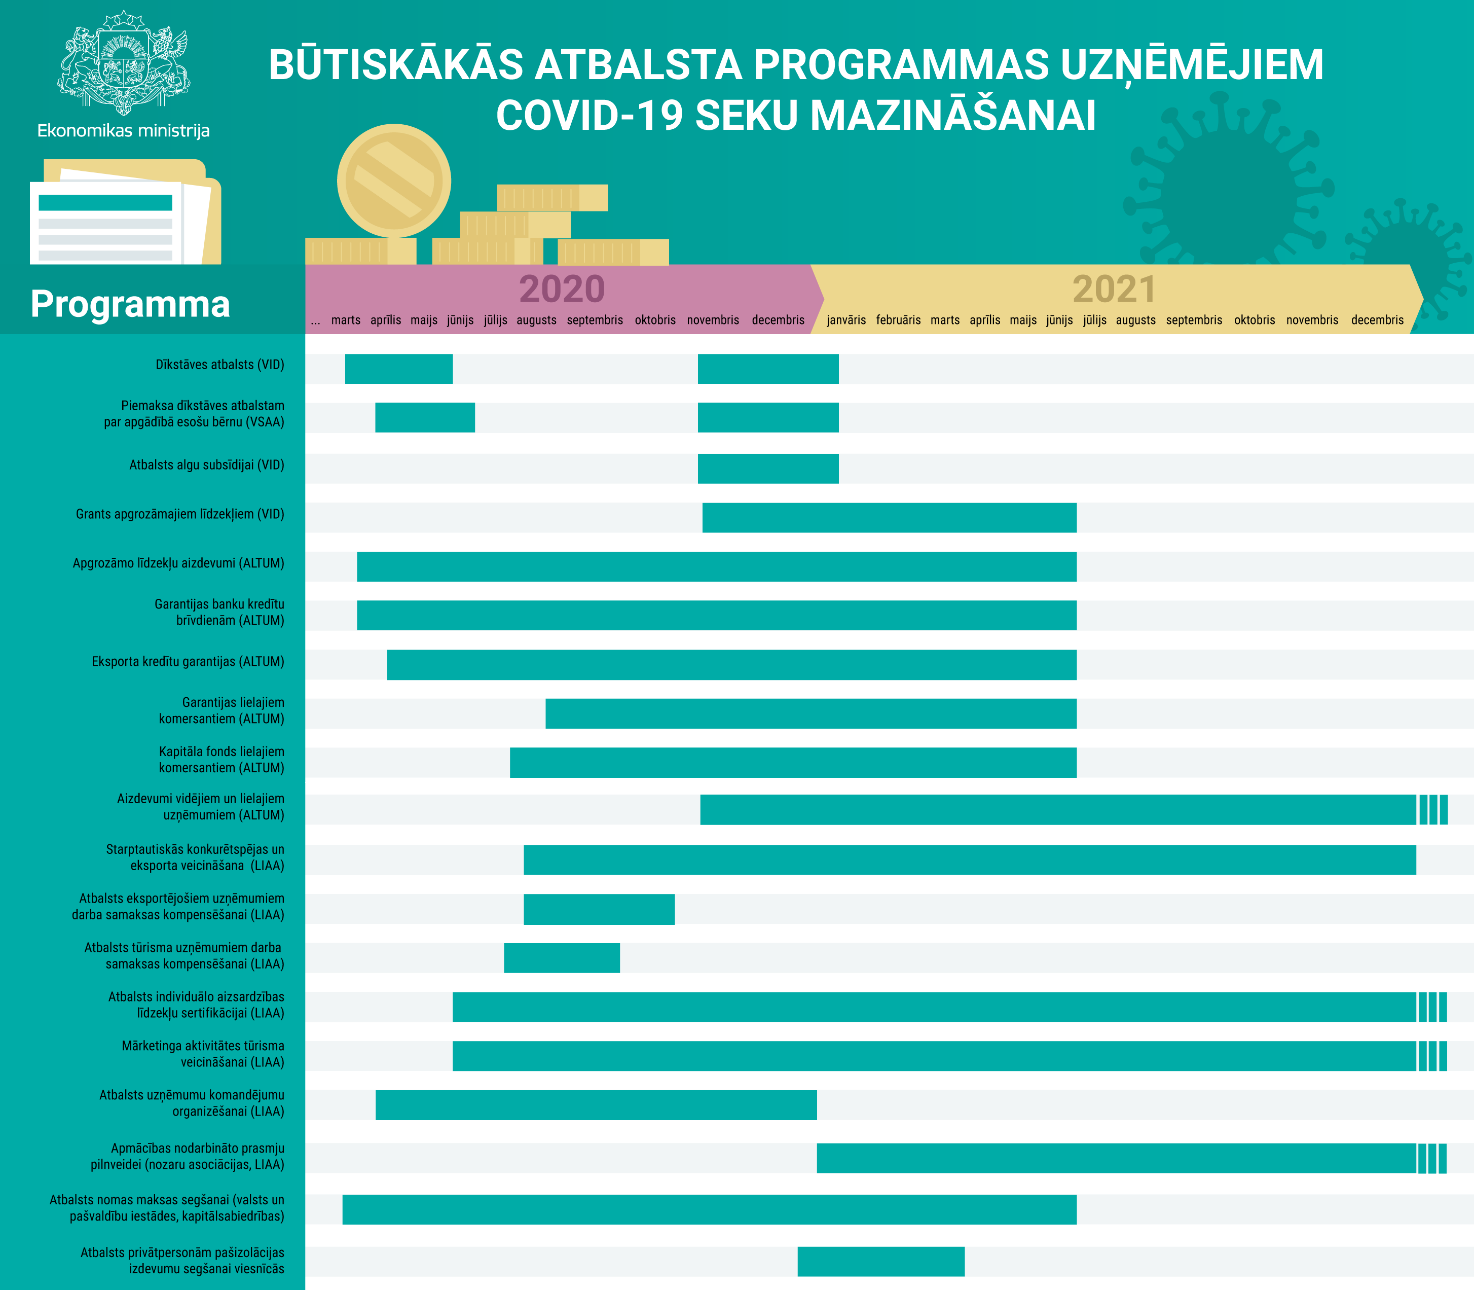 Ekonomikas ministrija
BŪTISKĀKĀS ATBALSTA PROGRAMMAS UZŅĒMĒJIEM
COVID-19 SEKU MAZINĀŠANAI
Programma
2020
2021
... marts aprīlis maijs jūnijs jūlijs augusts septembris oktobris novembris decembris janvāris februāris marts aprīlis maijs jūnijs jūlijs augusts septembris oktobris novembris decembris
Dīkstāves atbalsts (VID)
Piemaksa dīkstāves atbalstam
par apgādībā esošu bērnu (VSAA)
Atbalsts algu subsīdijai (VID)
Grants apgrozāmajiem līdzekļiem (VID)
Apgrozāmo līdzekļu aizdevumi (ALTUM)
Garantijas banku kredītu
brīvdienām (ALTUM)
Eksporta kredītu garantijas (ALTUM)
Garantijas lielajiem
komersantiem (ALTUM)
Kapitāla fonds lielajiem
komersantiem (ALTUM)
Aizdevumi vidējiem un lielajiem
uzņēmumiem (ALTUM)
Starptautiskās konkurētspējas un
eksporta veicināšana (LIAA)
Atbalsts eksportējošiem uzņēmumiem
darba samaksas kompensēšanai (LIAA)
Atbalsts tūrisma uzņēmumiem darba
samaksas kompensēšanai (LIAA)
Atbalsts individuālo aizsardzības
līdzekļu sertifikācijai (LIAA)
Mārketinga aktivitātes tūrisma
veicināšanai (LIAA)
Atbalsts uzņēmumu komandējumu
organizēšanai (LIAA)
Apmācības nodarbināto prasmju
pilnveidei (nozaru asociācijas, LIAA)
Atbalsts nomas maksas segšanai (valsts un
pašvaldību iestādes, kapitālsabiedrības)
Atbalsts privātpersonām pašizolācijas
izdevumu segšanai viesnīcās